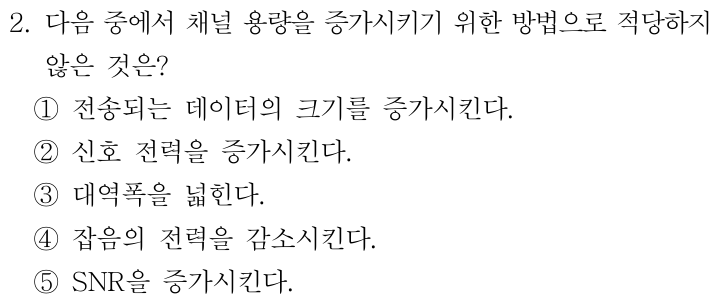 2. 다음 중에서 채널 용량을 증가시키기 위한 방법으로 적당하지
않은 것은?
① 전송되는 데이터의 크기를 증가시킨다.
② 신호 전력을 증가시킨다.
③ 대역폭을 넓힌다.
④ 잡음의 전력을 감소시킨다.
⑤ SNR을 증가시킨다.